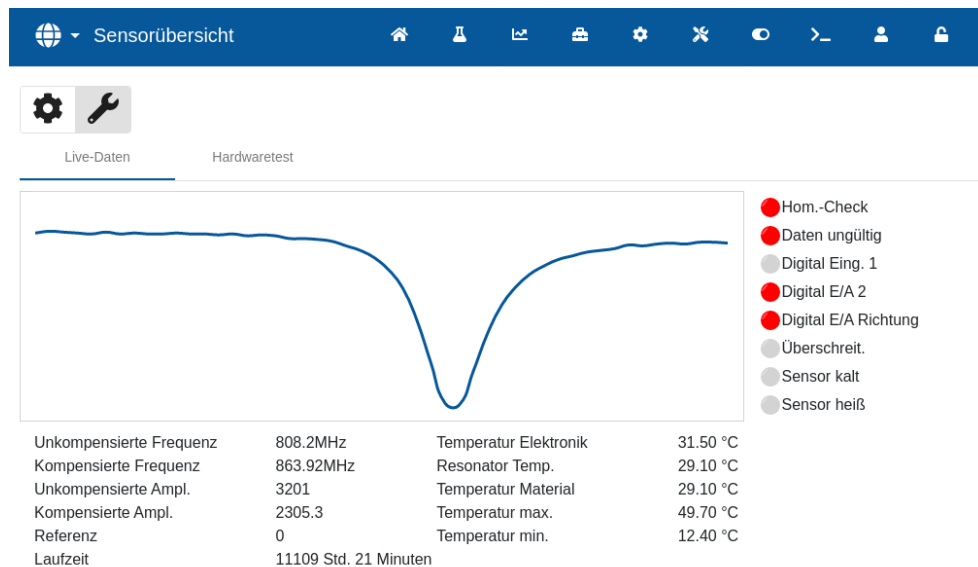 Sensorübersicht
Live-Daten Hardwaretest
Hom.-Check
Daten ungültig
Digital Eing. 1
Digital E/A 2
Digital E/A Richtung
Überschreit.
Sensor kalt
Sensor heiß
Unkompensierte Frequenz 808.2MHz Temperatur Elektronik 31.50 °C
Kompensierte Frequenz 863.92MHz Resonator Temp. 29.10 °C
Unkompensierte Ampl. 3201 Temperatur Material 29.10 °C
Kompensierte Ampl. 2305.3 Temperatur max. 49.70 °C
Referenz 0 Temperatur min. 12.40 °C
Laufzeit 11109 Std. 21 Minuten